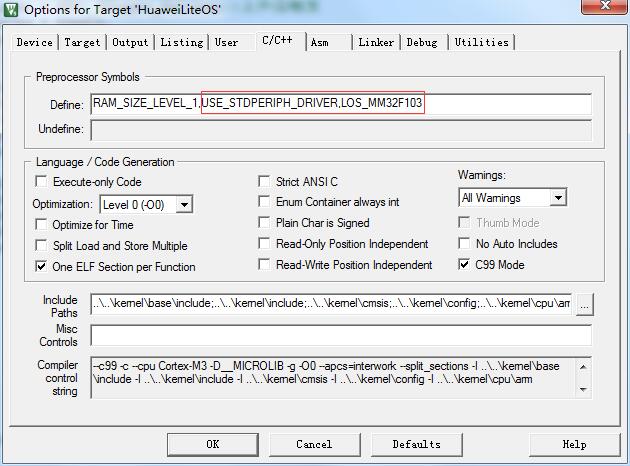 Options for Target 'HuaweiLiteOS'
Device Target Output Listing User C/C++ Asm Linker Debug Utilities
Preprocessor Symbols
Define: RAM_SIZE_LEVEL_1,USE_STDPERIPH_DRIVER,LOS_MM32F103
Undefine:
Language / Code Generation
Execute-only Code
Optimization: Level 0 (-O0)
Optimize for Time
Split Load and Store Multiple
One ELF Section per Function
Strict ANSI C
Enum Container always int
Plain Char is Signed
Read-Only Position Independent
Read-Write Position Independent
Warnings:
All Warnings
Thumb Mode
No Auto Includes
C99 Mode
Include
Paths
..\..\kernel\base\include;..\..\kernel\include;..\..\kernel\cmsis;..\..\kernel\config;..\..\kernel\cpu\arm
...
Misc
Controls
Compiler
control
string
--c99 -c --cpu Cortex-M3 -D__MICROLIB -g -O0 --apcs=interwork --split_sections -I ..\..\kernel\base
\include -I ..\..\kernel\include -I ..\..\kernel\cmsis -I ..\..\kernel\config -I ..\..\kernel\cpu\arm
OK Cancel Defaults Help